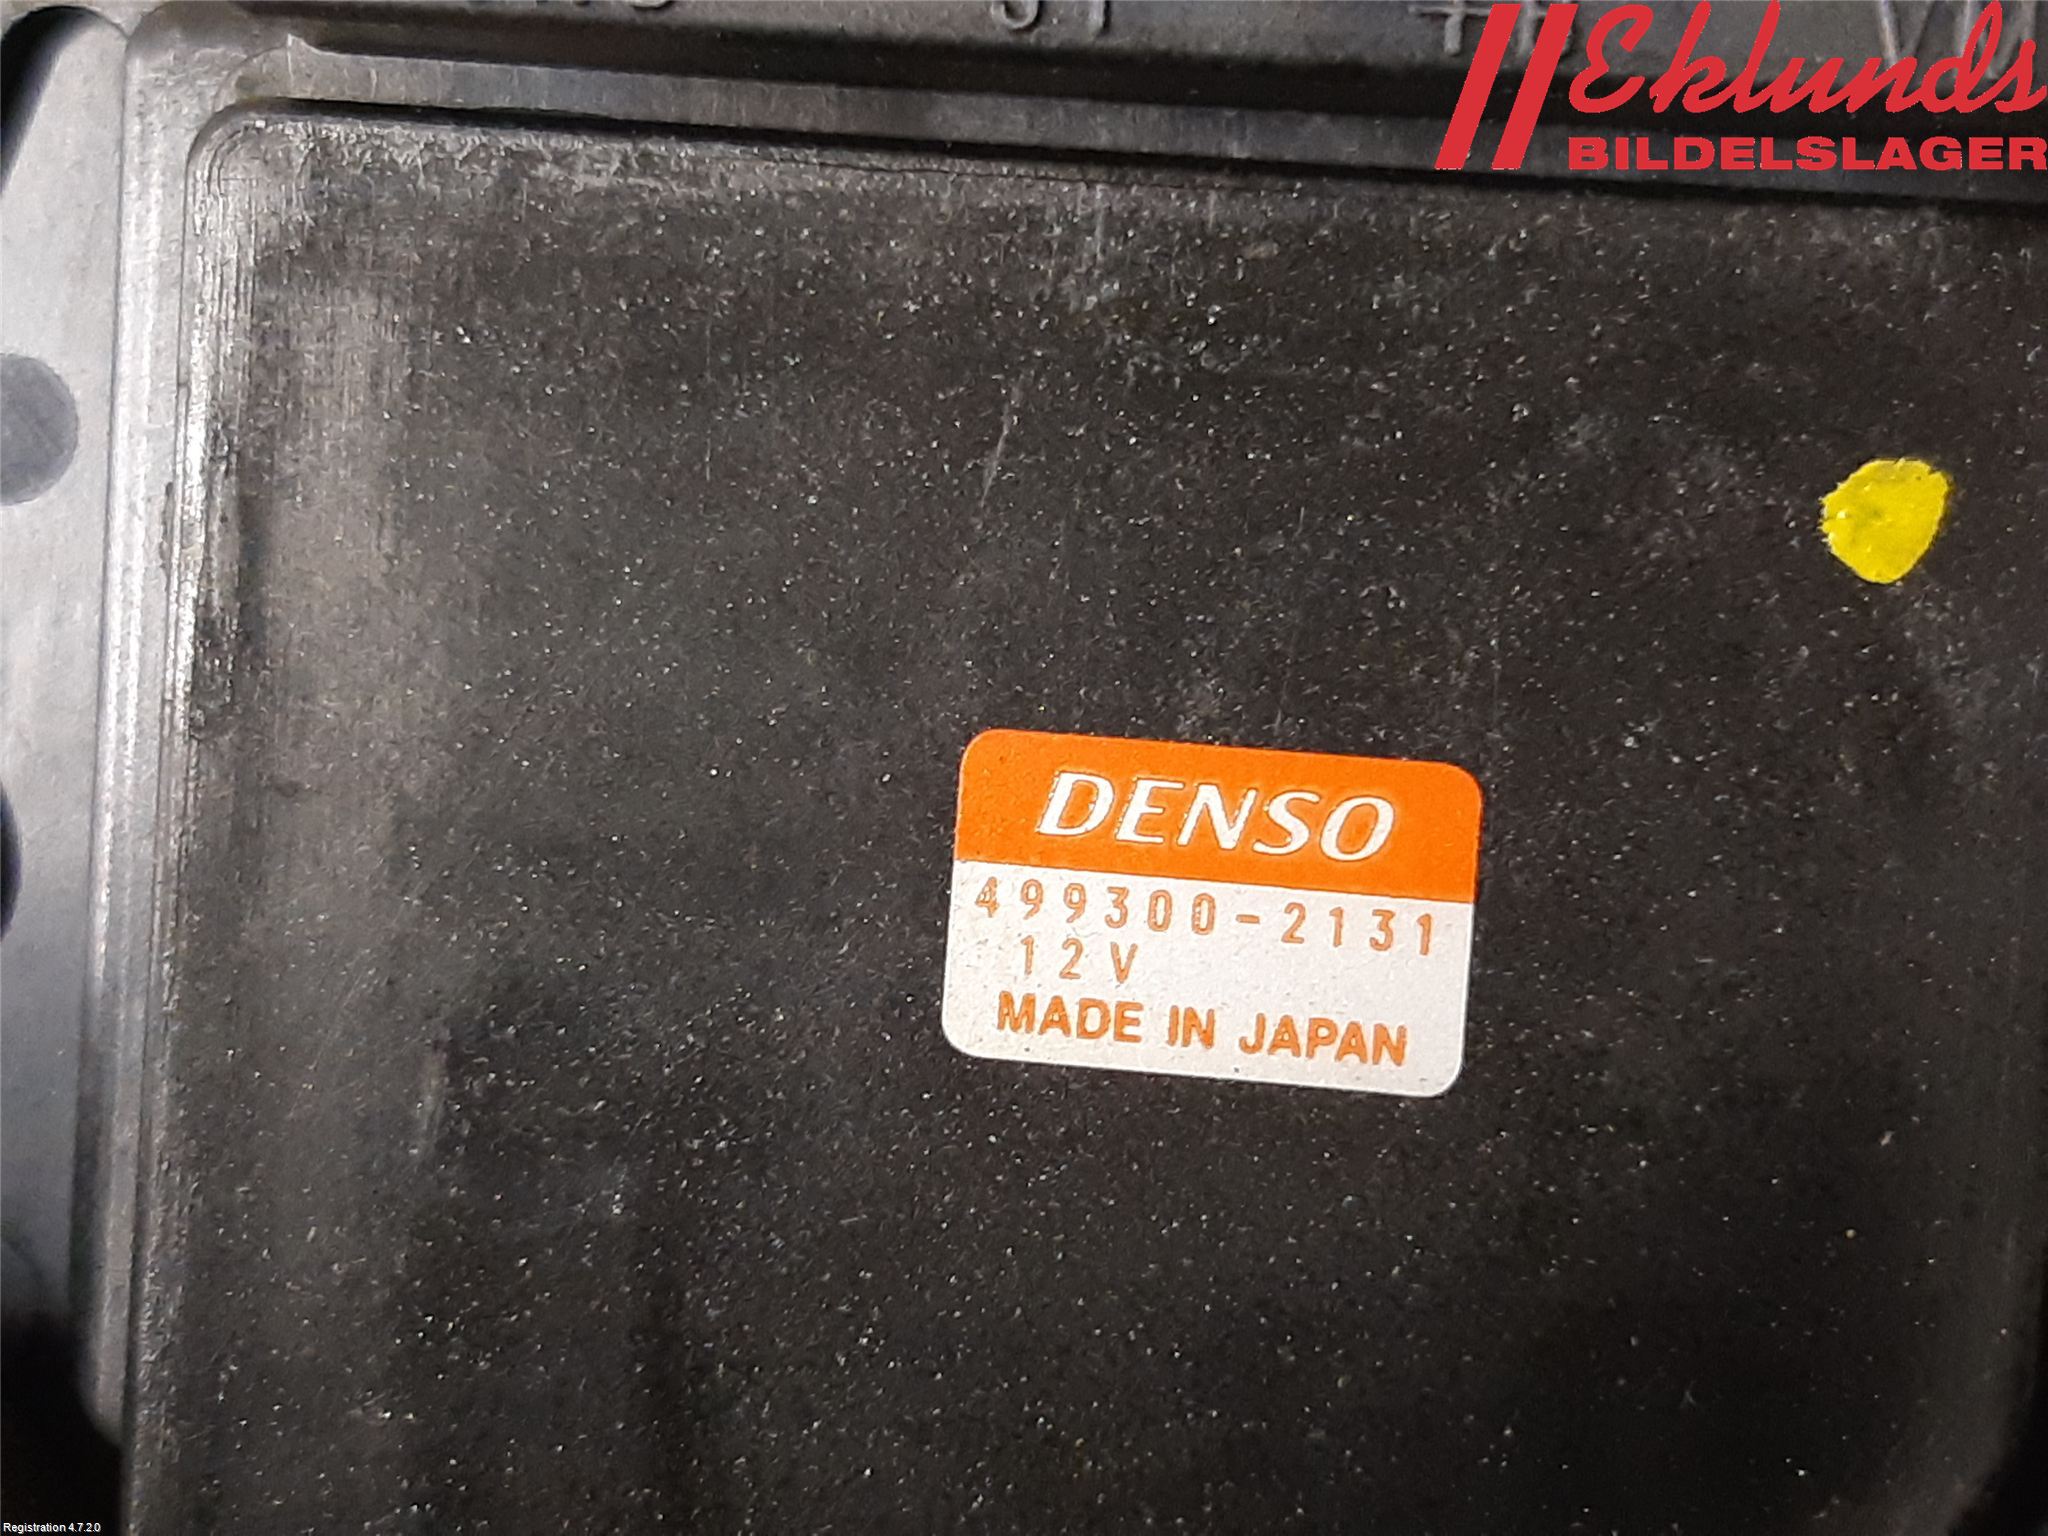 Eklunds
BILDELSLAGER
DENSO
499300-2131
12V
MADE IN JAPAN
Registration 4.7.2.0